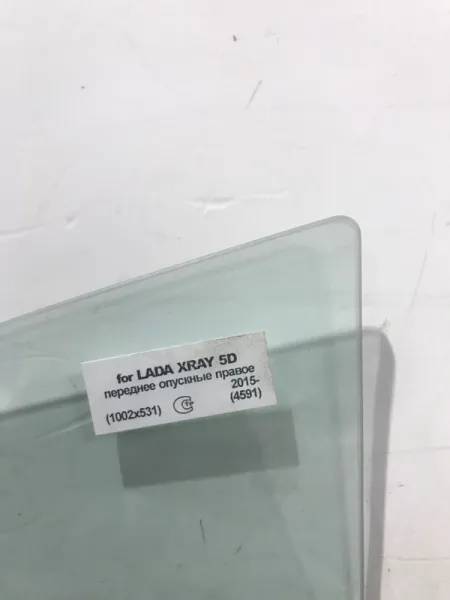 for LADA XRAY 5D
переднее опускные правое
2015-
(1002x531)
(4591)